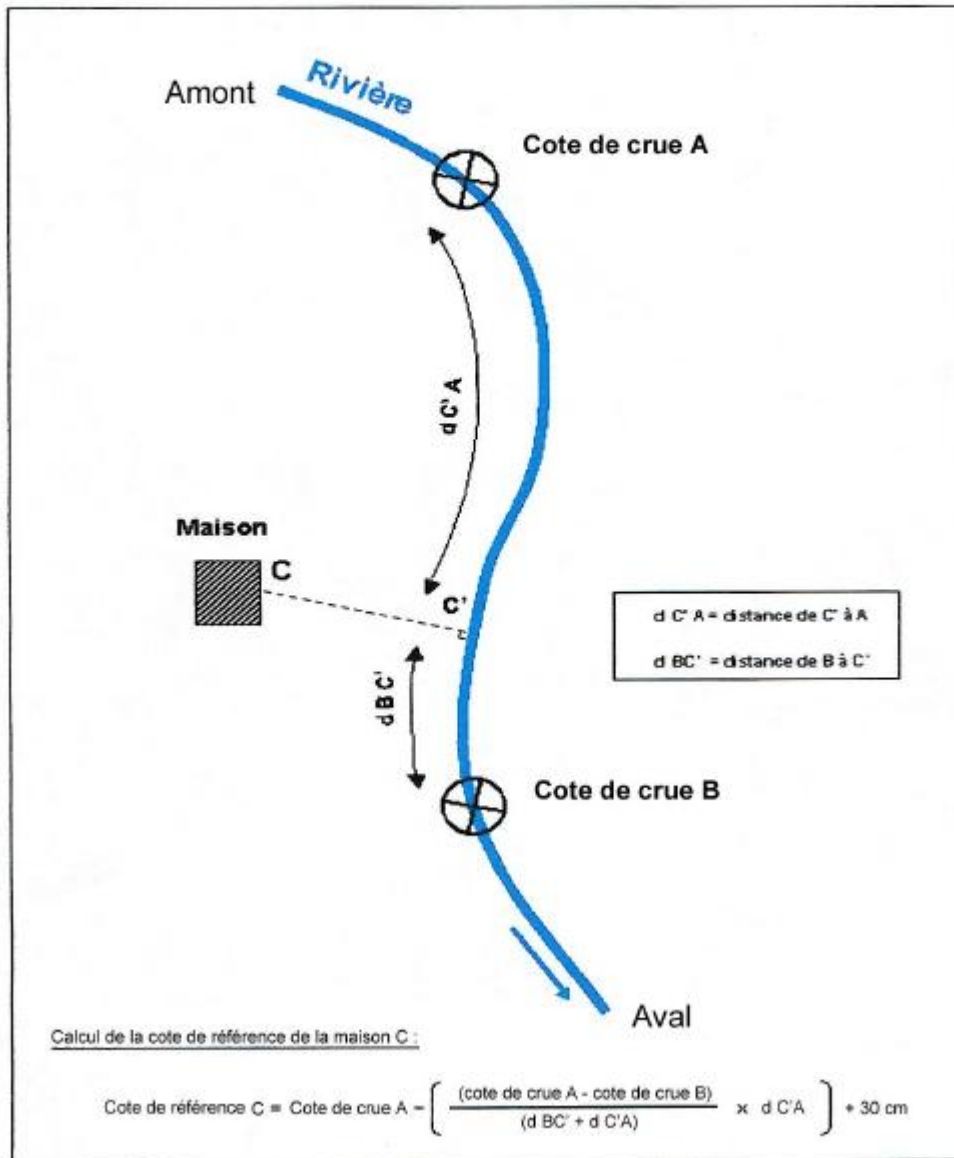 Rivière
Amont
Cote de crue A
d C' A
Maison
C
C'
d C' A = distance de C' à A
d BC' = distance de B à C'
d B C'
Cote de crue B
Aval
Calcul de la cote de référence de la maison C :
Cote de référence C = Cote de crue A - ( (cote de crue A - cote de crue B) / (d BC' + d C'A) x d C'A ) + 30 cm